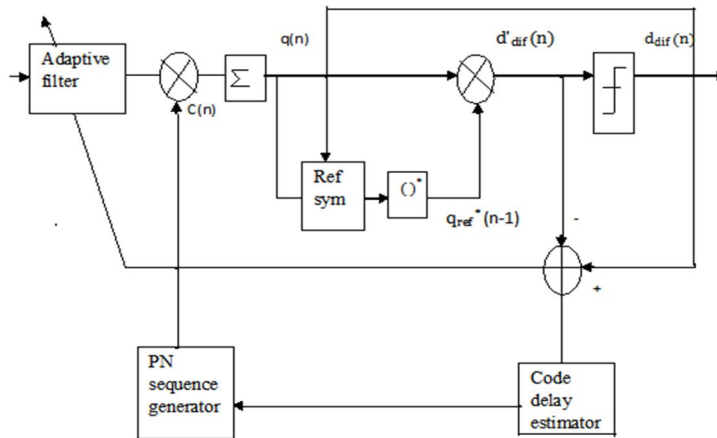 q(n)
d'dif(n)
ddif(n)
Adaptive
filter
Σ
C(n)
Ref
sym
()*
qref*(n-1)
-
+
PN
sequence
generator
Code
delay
estimator